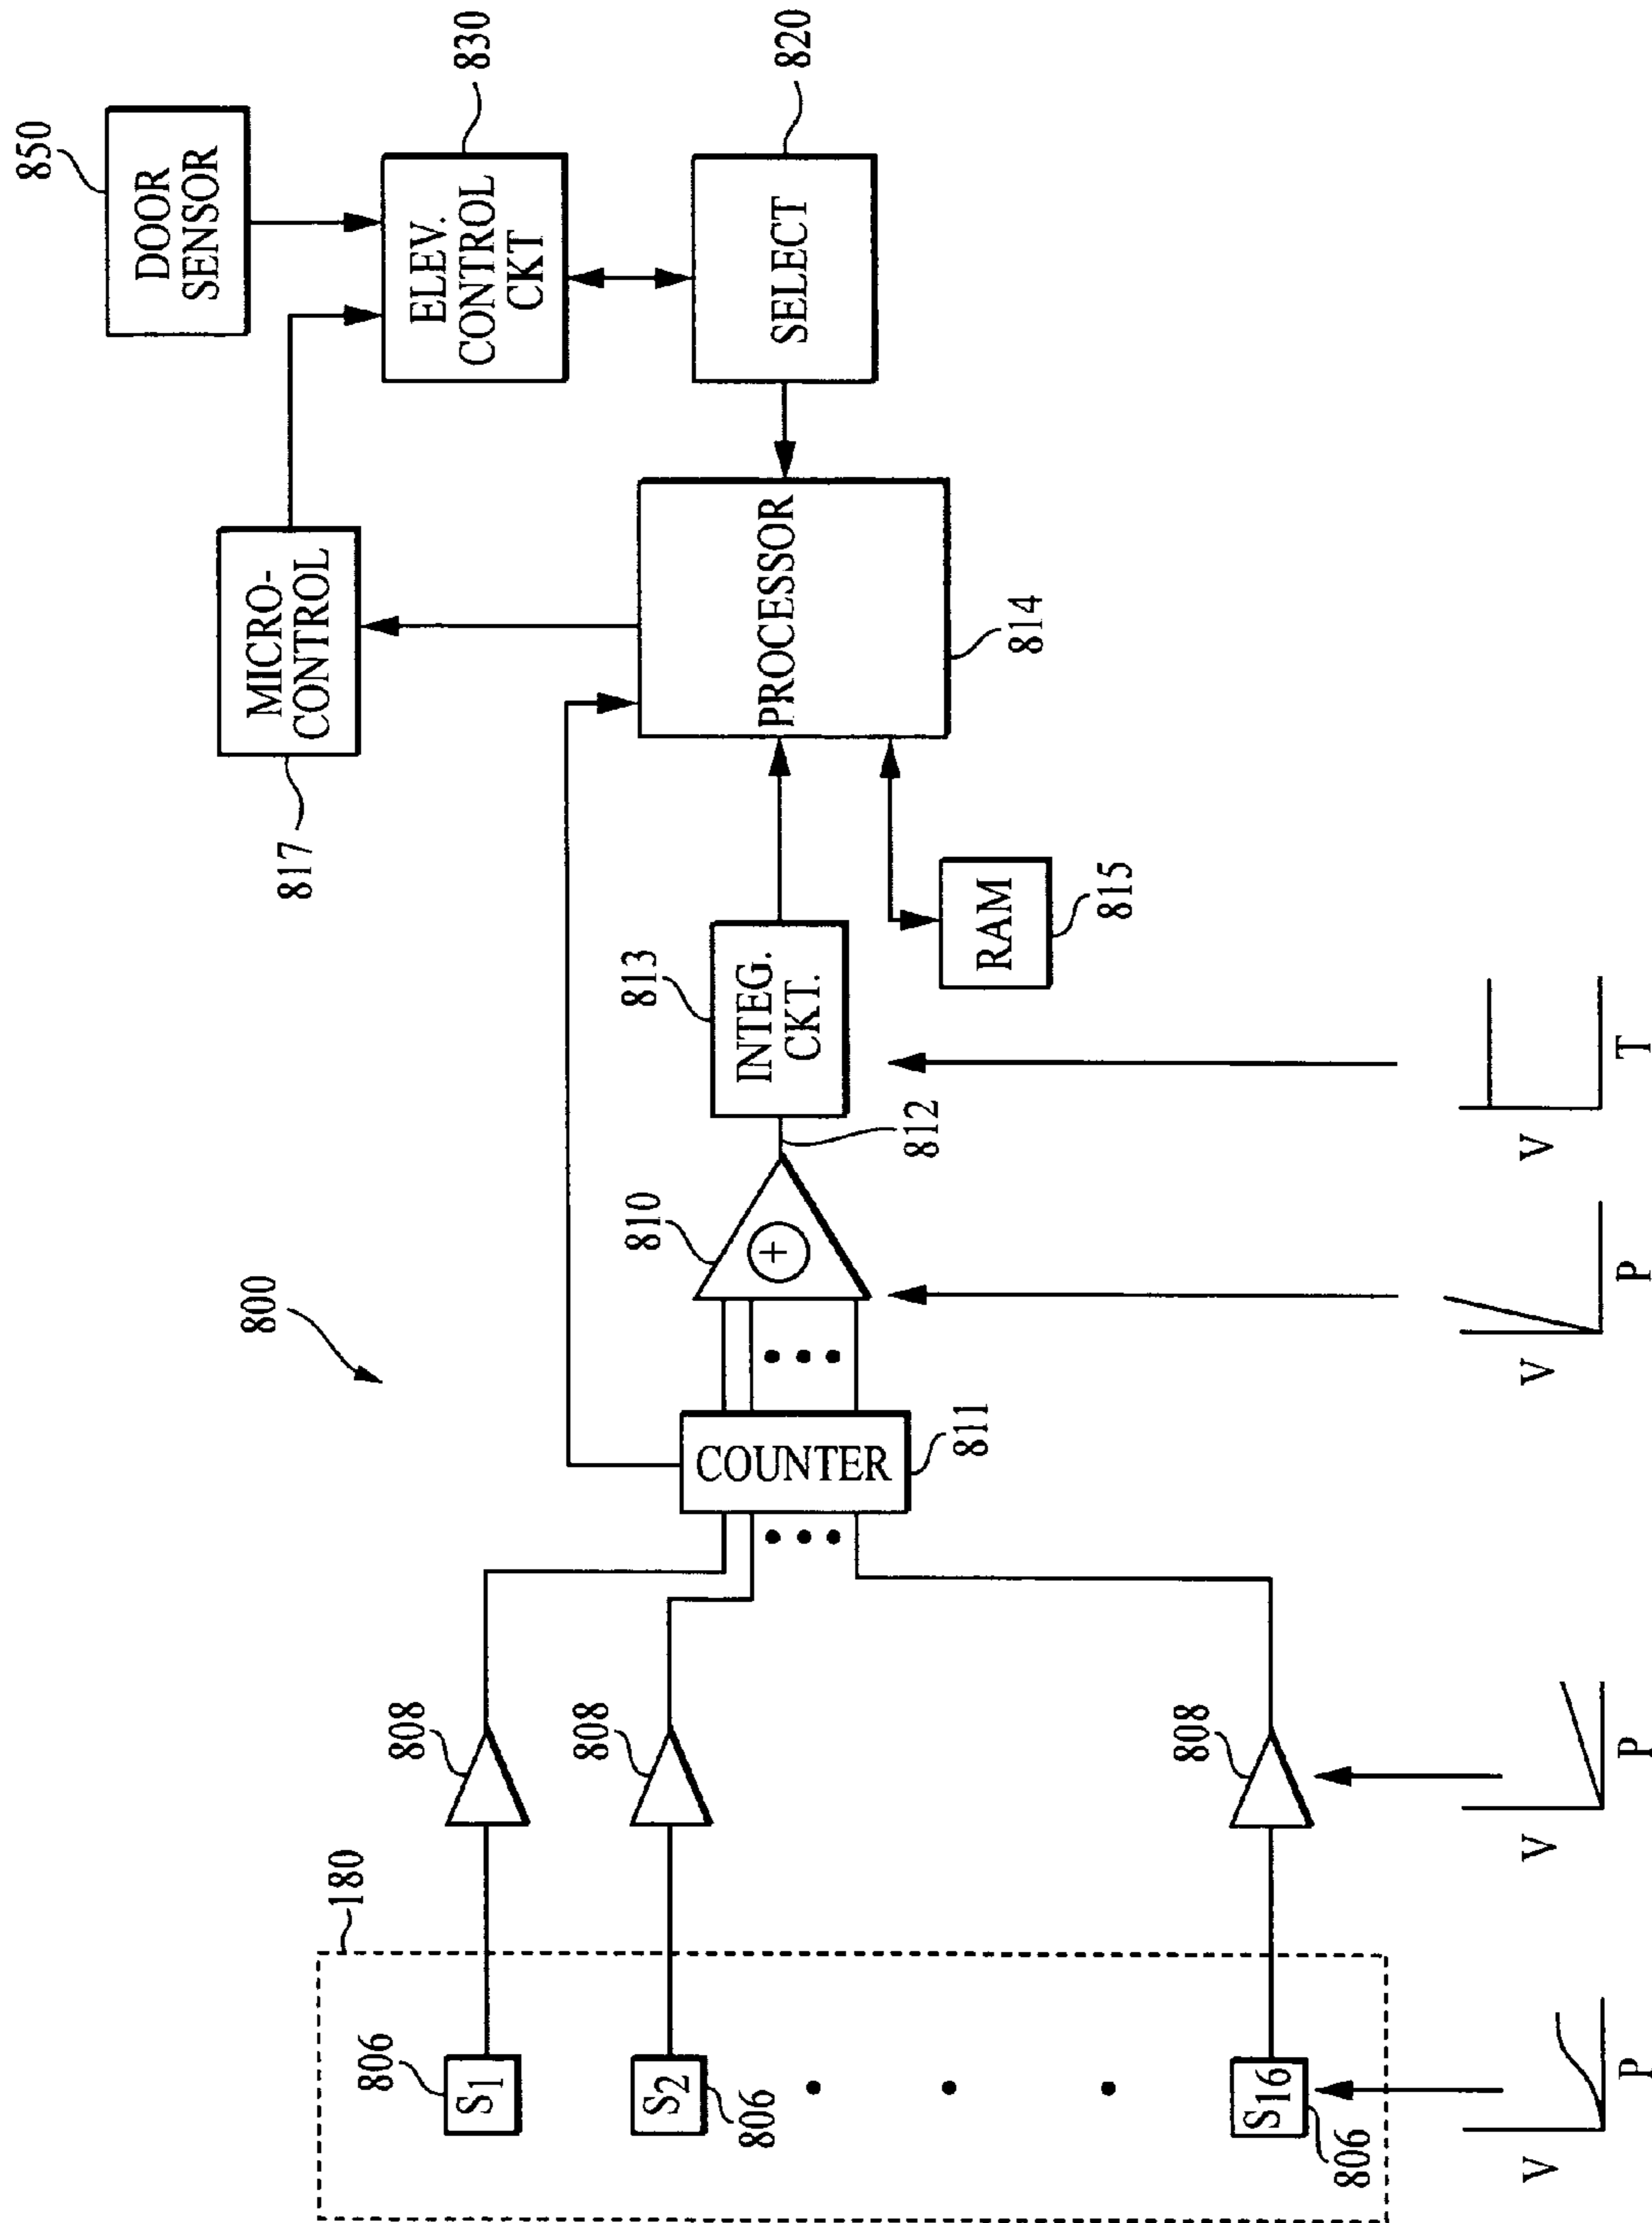 800
180
806
S1
S2
806
S16
806
808
808
808
COUNTER
811
810
+
812
813
INTEG.
CKT.
RAM
815
PROCESSOR
814
MICRO-
CONTROL
817
DOOR
SENSOR
850
ELEV.
CONTROL
CKT
830
SELECT
820
V
P
V
P
V
P
V
T